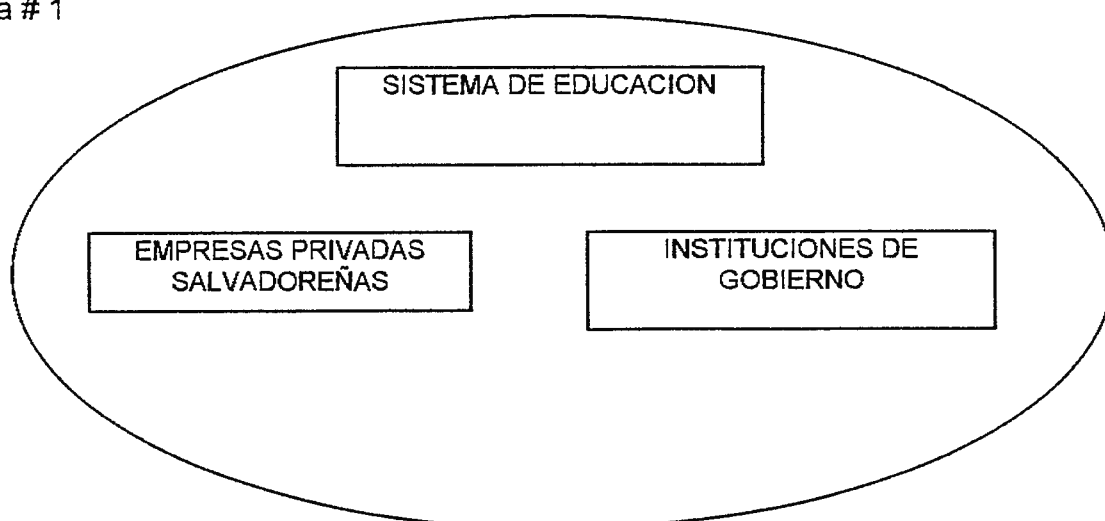 a # 1
SISTEMA DE EDUCACION
EMPRESAS PRIVADAS
SALVADOREÑAS
INSTITUCIONES DE
GOBIERNO